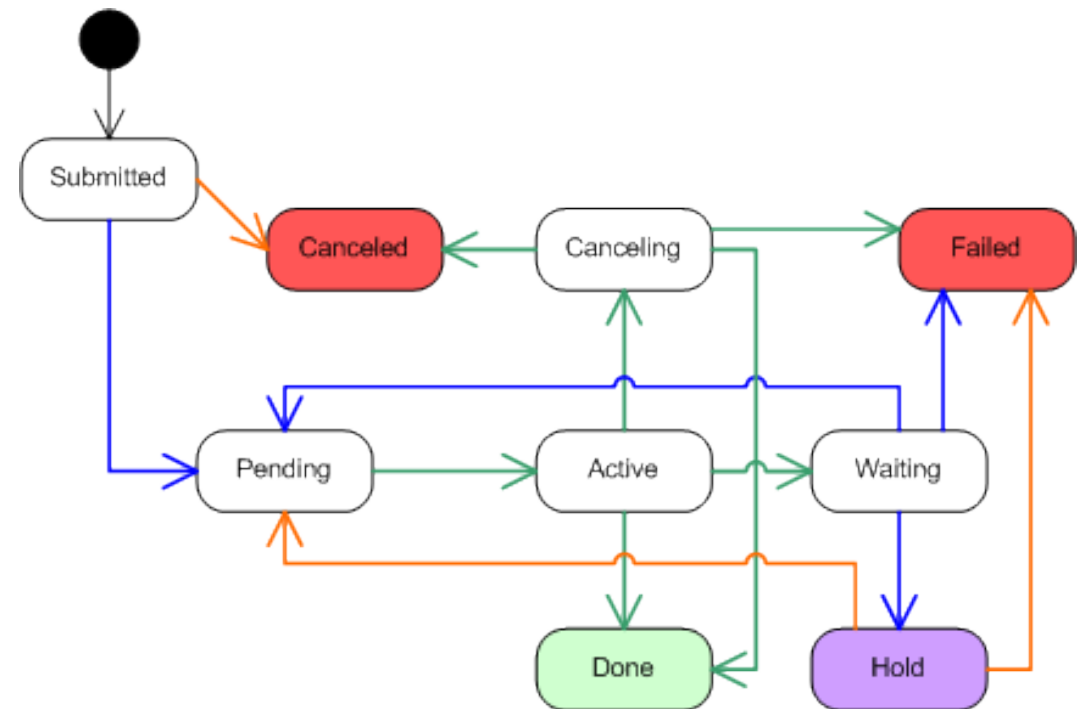 Submitted
Canceled
Canceling
Failed
Pending
Active
Waiting
Done
Hold